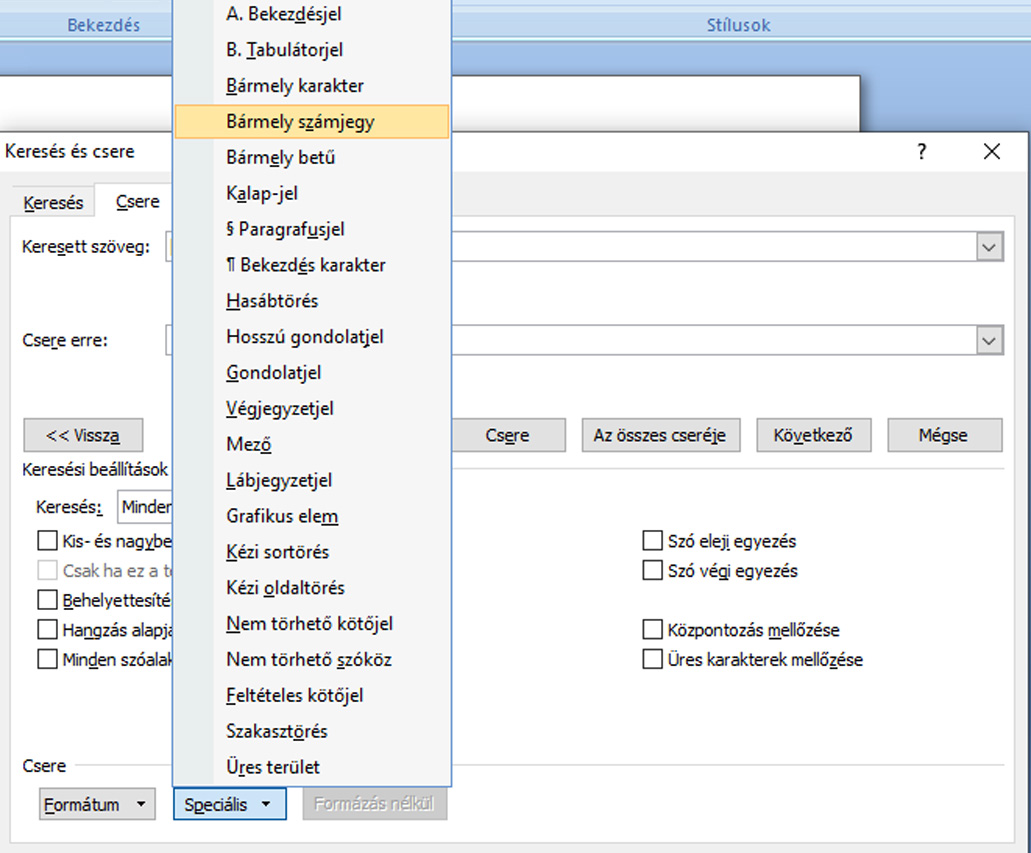 Bekezdés
Stílusok
A. Bekezdésjel
B. Tabulátorjel
Bármely karakter
Bármely számjegy
Bármely betű
Kalap-jel
§ Paragrafusjel
¶ Bekezdés karakter
Hasábtörés
Hosszú gondolatjel
Gondolatjel
Végjegyzetjel
Mező
Lábjegyzetjel
Grafikus elem
Kézi sortörés
Kézi oldaltörés
Nem törhető kötőjel
Nem törhető szóköz
Feltételes kötőjel
Szakasztörés
Üres terület
Keresés és csere
?
Keresés
Csere
Keresett szöveg:
Csere erre:
<< Vissza
Csere
Az összes cseréje
Következő
Mégse
Keresési beállítások
Keresés: Minden
Kis- és nagybe
Csak ha ez a te
Behelyettesíté
Hangzás alapja
Minden szóalak
Szó eleji egyezés
Szó végi egyezés
Központozás mellőzése
Üres karakterek mellőzése
Csere
Formátum
Speciális
Formázás nélkül